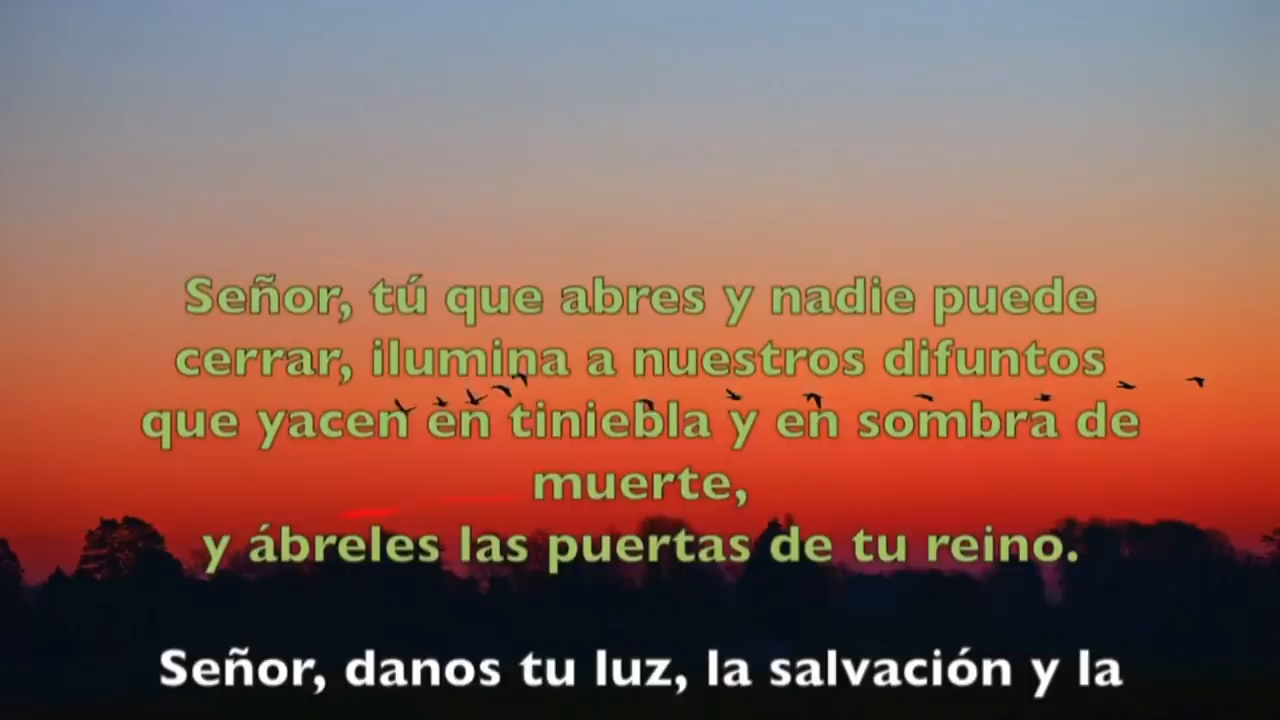 Señor, tú que abres y nadie puede
cerrar, ilumina a nuestros difuntos
que yacen en tiniebla y en sombra de
muerte,
y ábreles las puertas de tu reino.
Señor, danos tu luz, la salvación y la